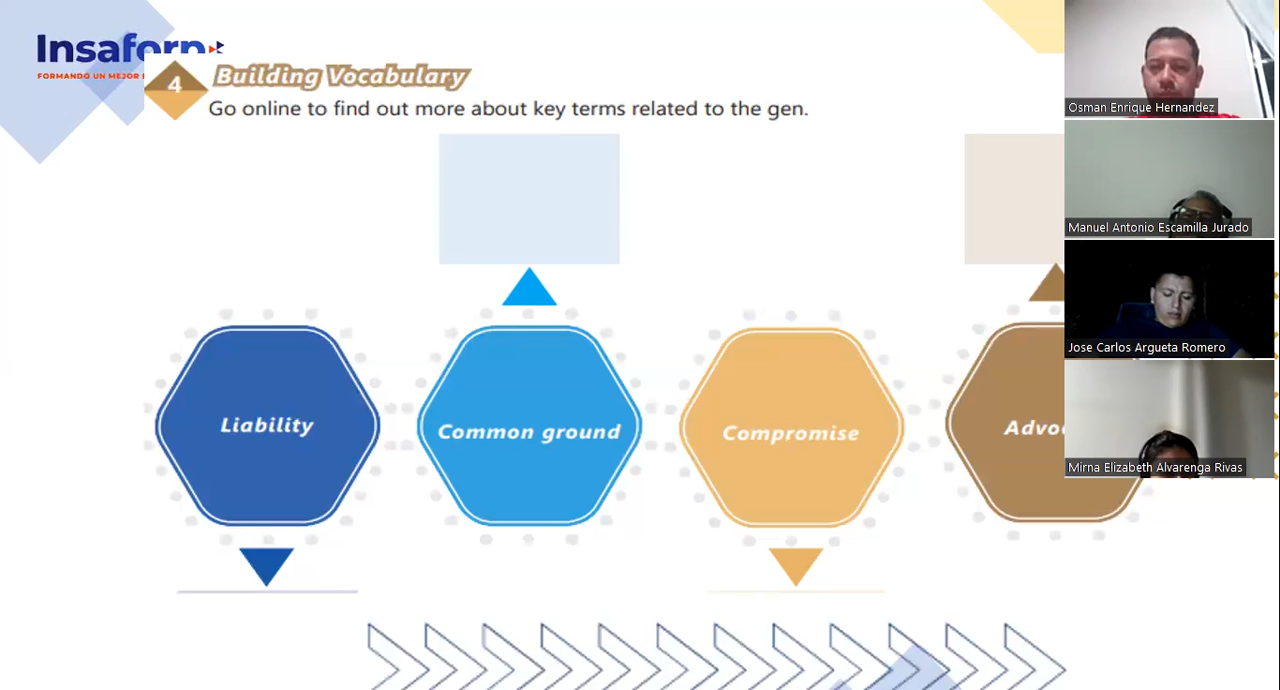 Insaforp
FORMANDO UN MEJOR
4
Building Vocabulary
Go online to find out more about key terms related to the gen.
Liability
Common ground
Compromise
Osman Enrique Hernandez
Manuel Antonio Escamilla Jurado
Jose Carlos Argueta Romero
Mirna Elizabeth Alvarenga Rivas